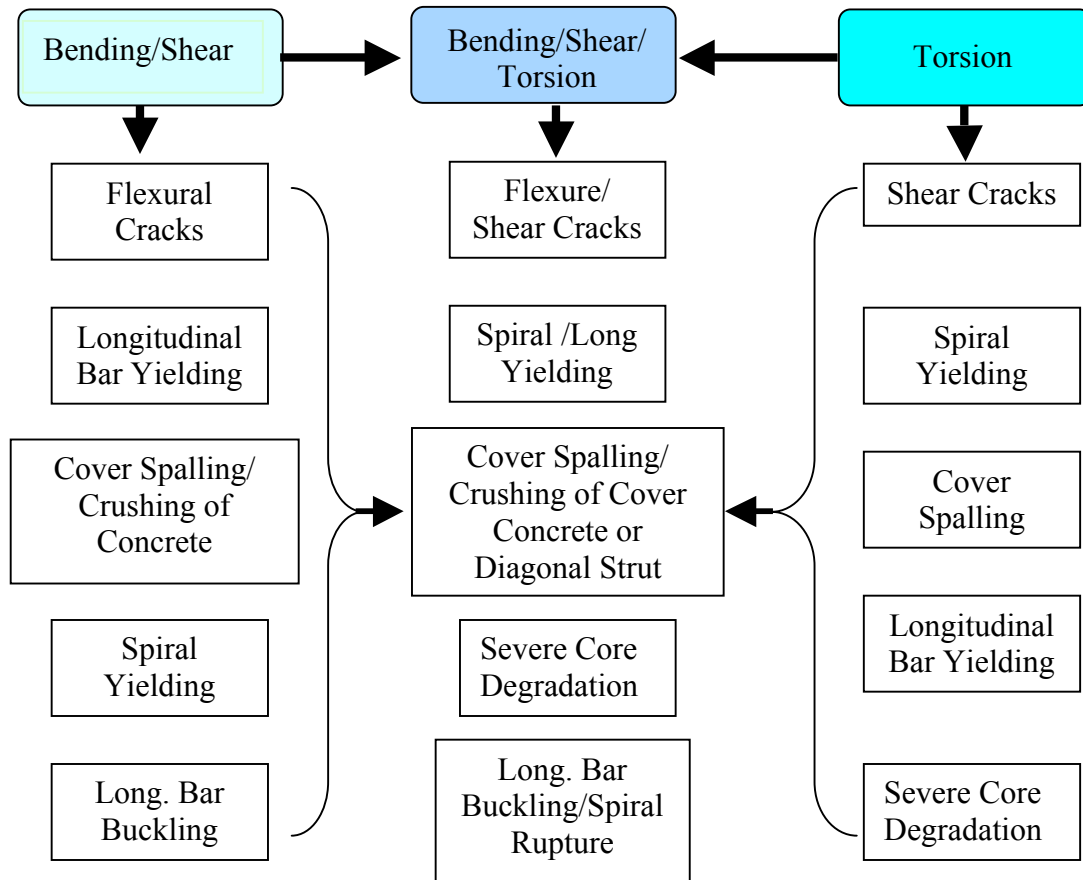 Bending/Shear
Bending/Shear/
Torsion
Torsion
Flexural
Cracks
Flexure/
Shear Cracks
Shear Cracks
Longitudinal
Bar Yielding
Spiral /Long
Yielding
Spiral
Yielding
Cover Spalling/
Crushing of
Concrete
Cover Spalling/
Crushing of Cover
Concrete or
Diagonal Strut
Cover
Spalling
Spiral
Yielding
Severe Core
Degradation
Longitudinal
Bar Yielding
Long. Bar
Buckling
Long. Bar
Buckling/Spiral
Rupture
Severe Core
Degradation